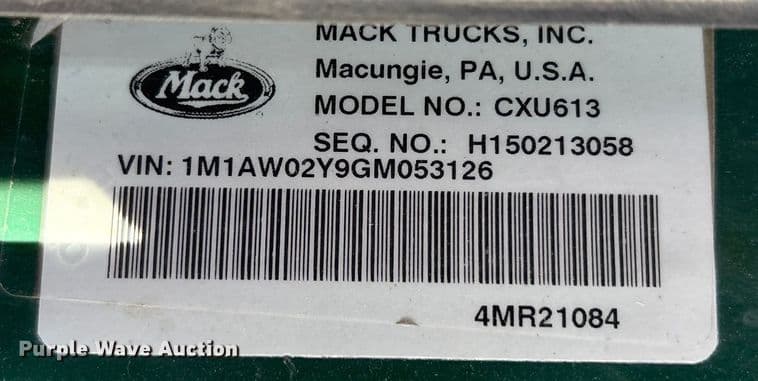 MACK TRUCKS, INC.
Mack
Macungie, PA, U.S.A.
MODEL NO.: CXU613
SEQ. NO.: H150213058
VIN: 1M1AW02Y9GM053126
4MR21084
Purple Wave Auction